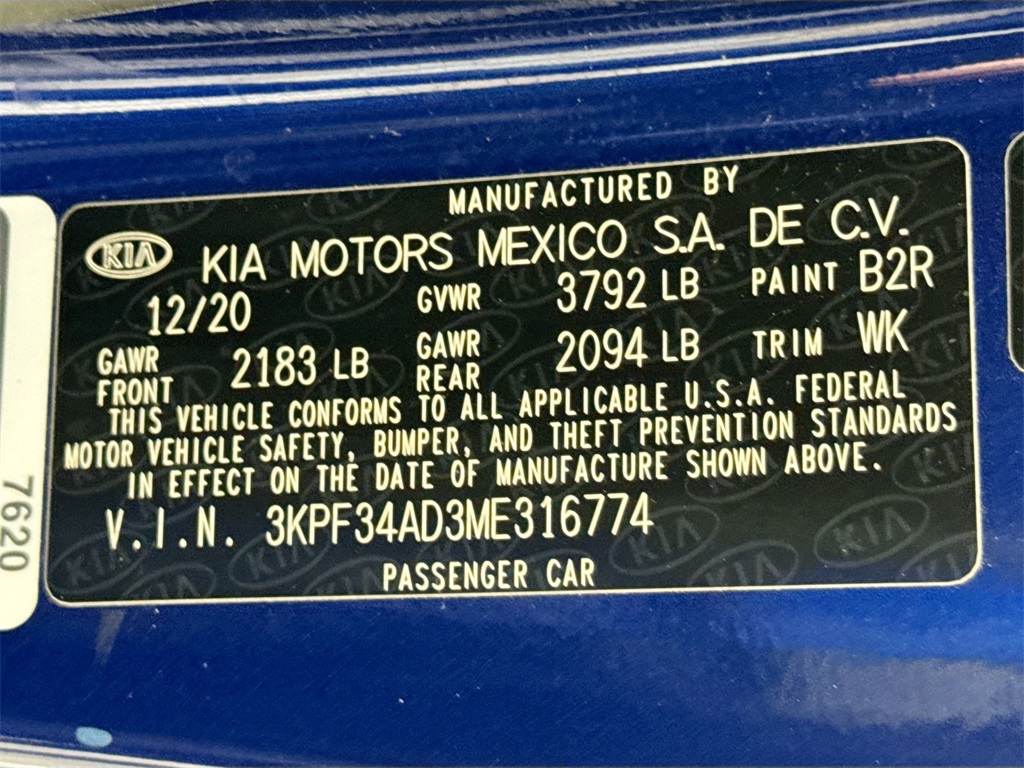 MANUFACTURED BY
KIA KIA MOTORS MEXICO S.A. DE C.V.
12/20 GVWR 3792 LB PAINT B2R
GAWR FRONT 2183 LB GAWR REAR 2094 LB TRIM WK
THIS VEHICLE CONFORMS TO ALL APPLICABLE U.S.A. FEDERAL
MOTOR VEHICLE SAFETY, BUMPER, AND THEFT PREVENTION STANDARDS
IN EFFECT ON THE DATE OF MANUFACTURE SHOWN ABOVE.
V.I.N. 3KPF34AD3ME316774
PASSENGER CAR
7620